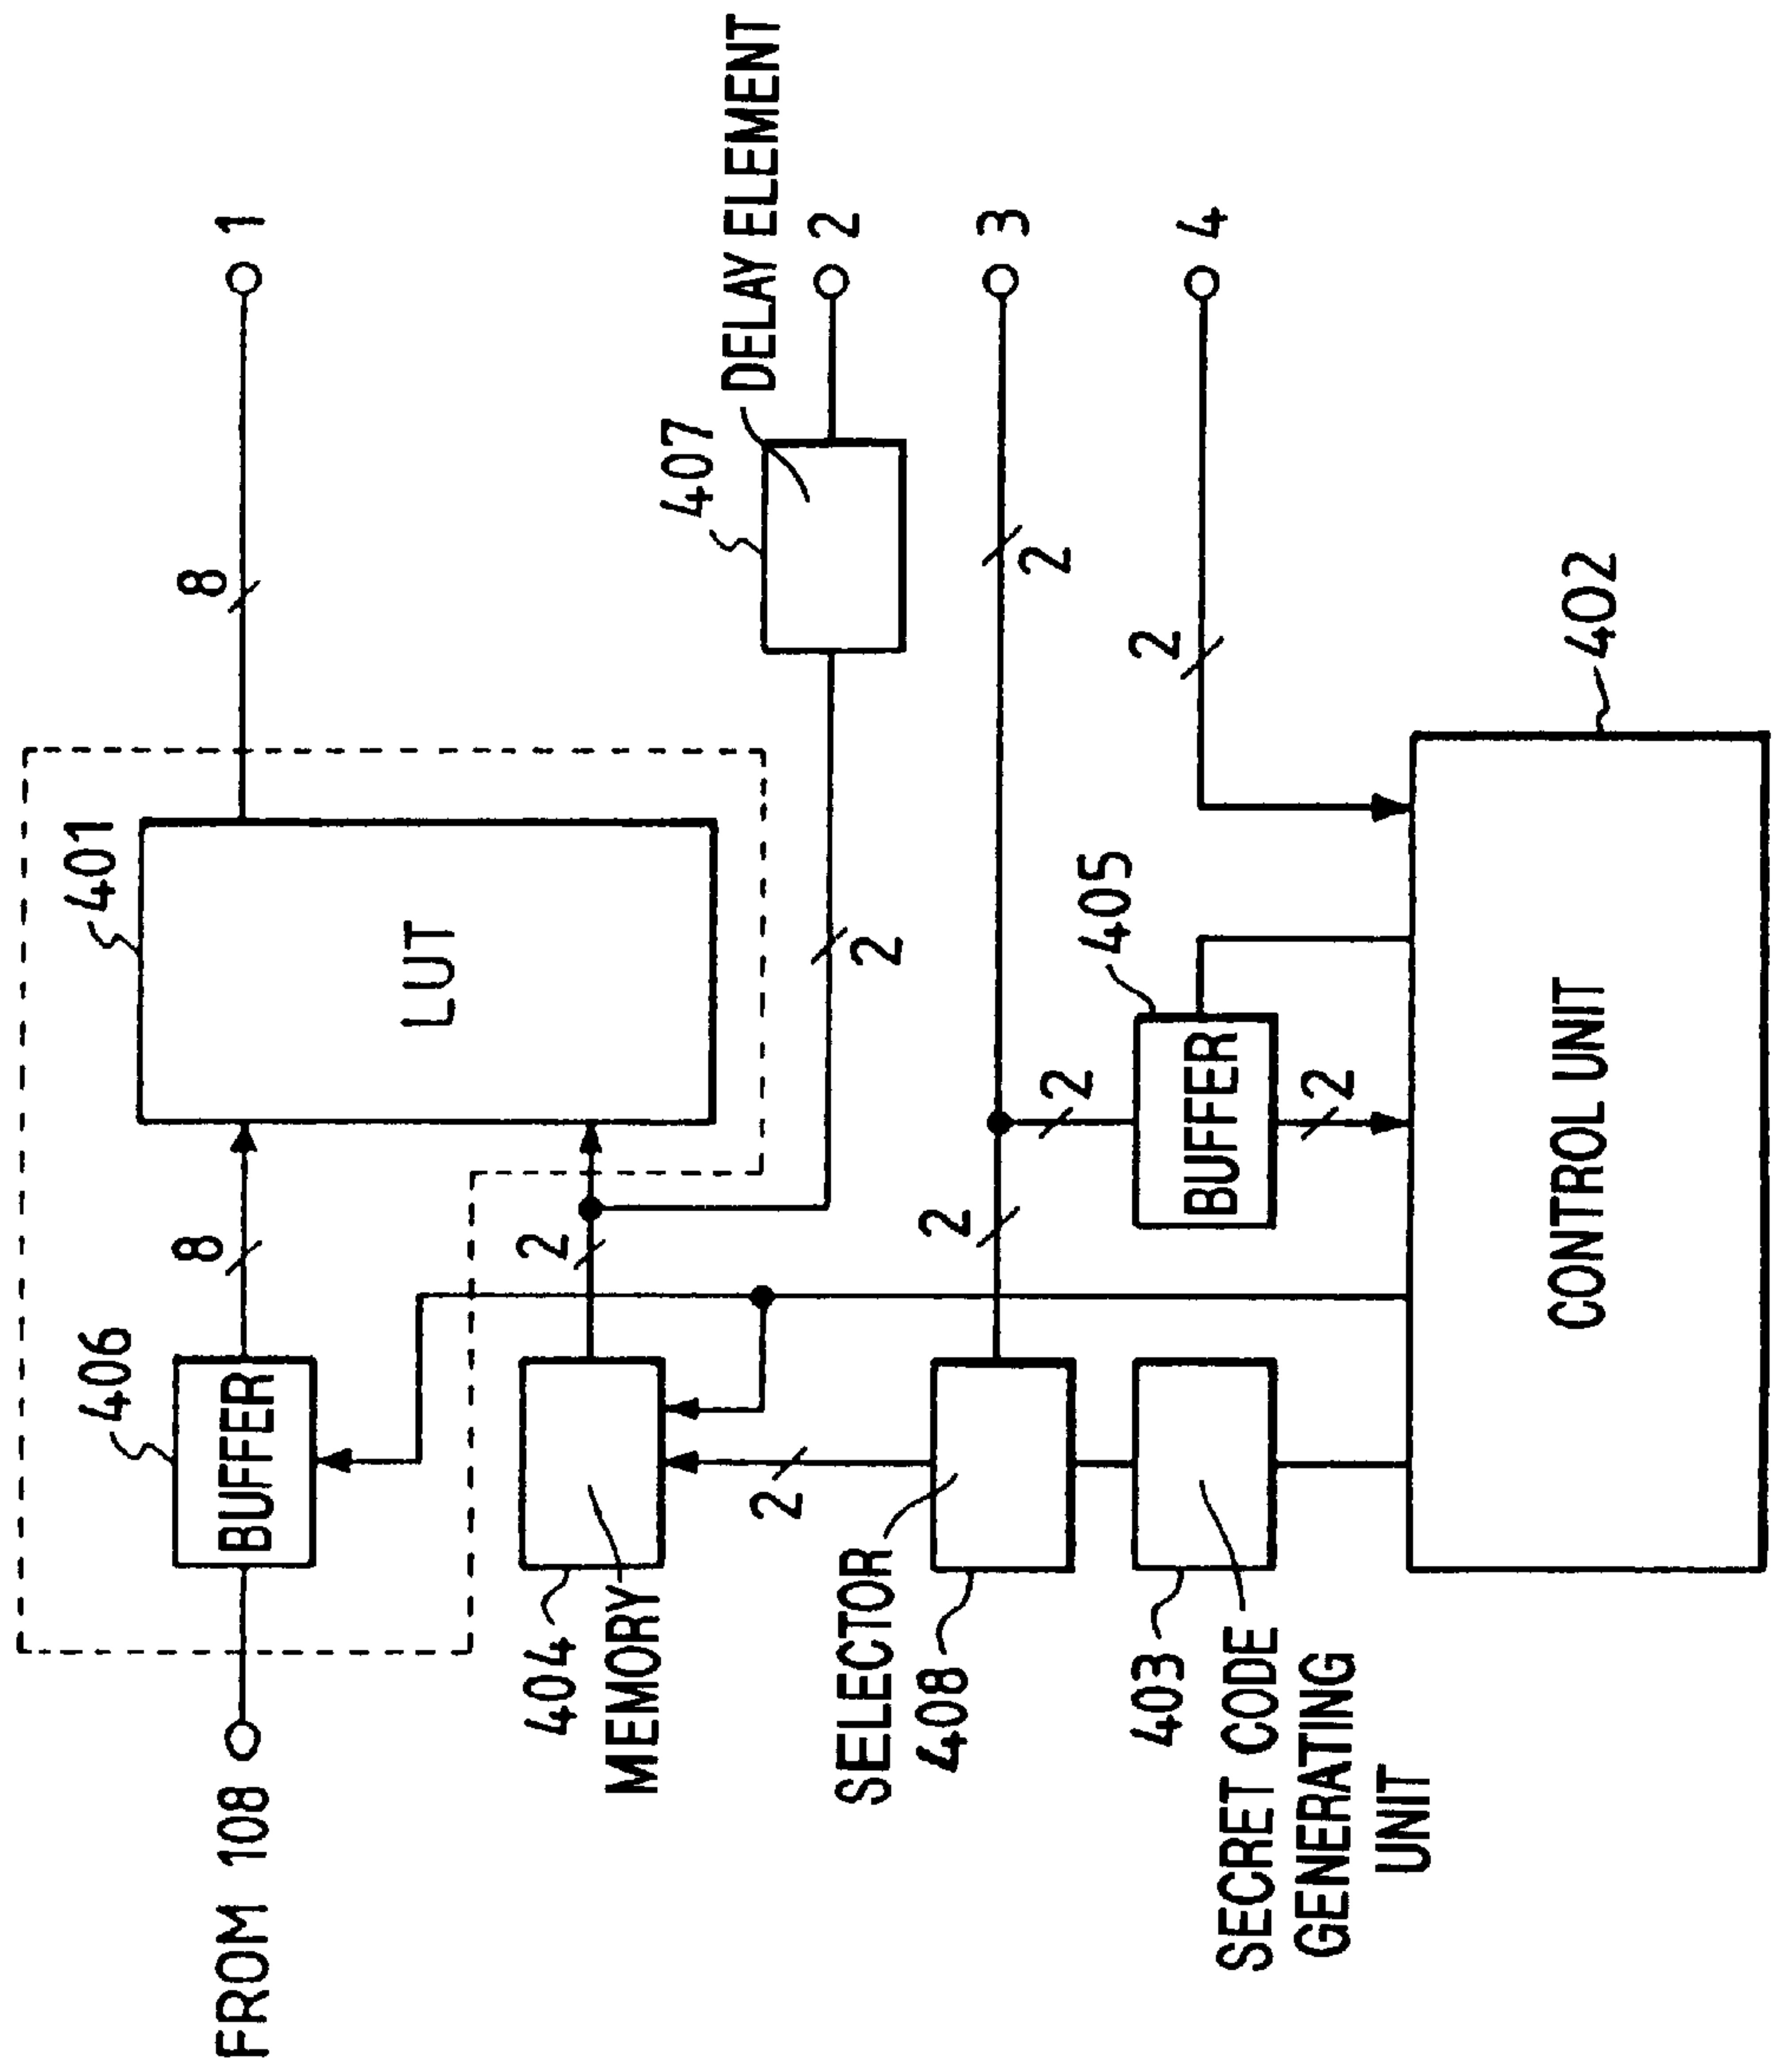 FROM 108
406
BUFFER
8
401
LUT
8
1
404
MEMORY
2
2
407
DELAY ELEMENT
2
SELECTOR
408
2
2
2
3
403
SECRET CODE
GENERATING
UNIT
2
405
BUFFER
2
2
4
CONTROL UNIT
402